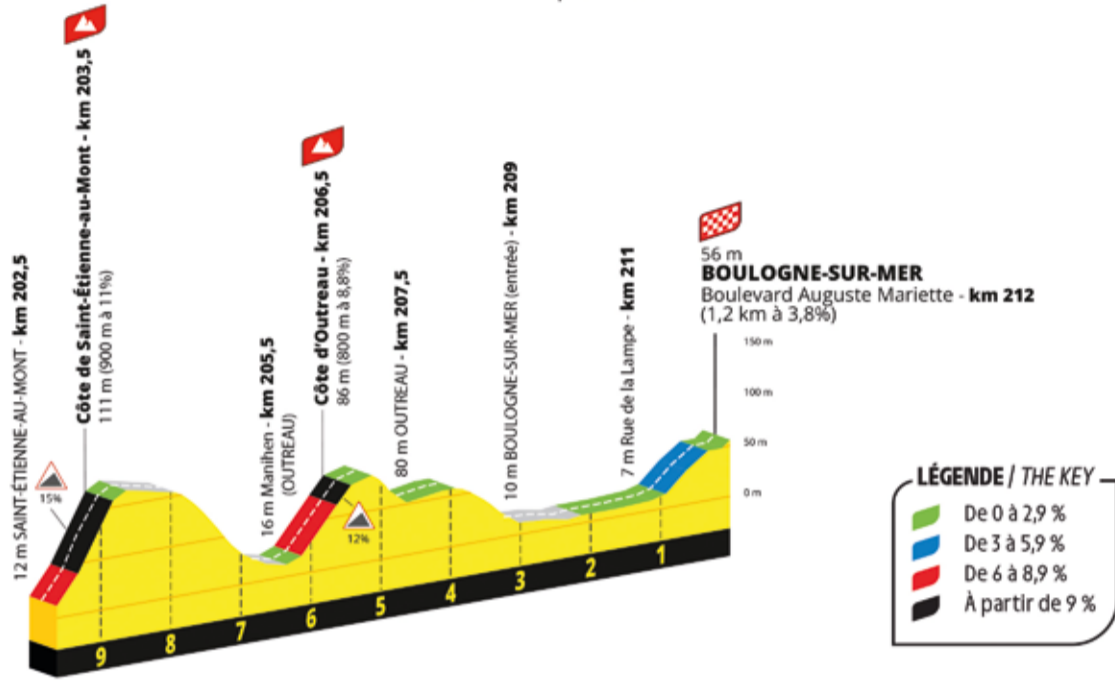 12 m SAINT-ÉTIENNE-AU-MONT - km 202,5
15%
Côte de Saint-Étienne-au-Mont - km 203,5
111 m (900 m à 11%)
16 m Manihen - km 205,5
(OUTREAU)
Côte d'Outreau - km 206,5
86 m (800 m à 8,8%)
12%
80 m OUTREAU - km 207,5
10 m BOULOGNE-SUR-MER (entrée) - km 209
7 m Rue de la Lampe - km 211
56 m
BOULOGNE-SUR-MER
Boulevard Auguste Mariette - km 212
(1,2 km à 3,8%)
150 m
100 m
50 m
0 m
9 8 7 6 5 4 3 2 1
LÉGENDE / THE KEY
De 0 à 2,9 %
De 3 à 5,9 %
De 6 à 8,9 %
À partir de 9 %